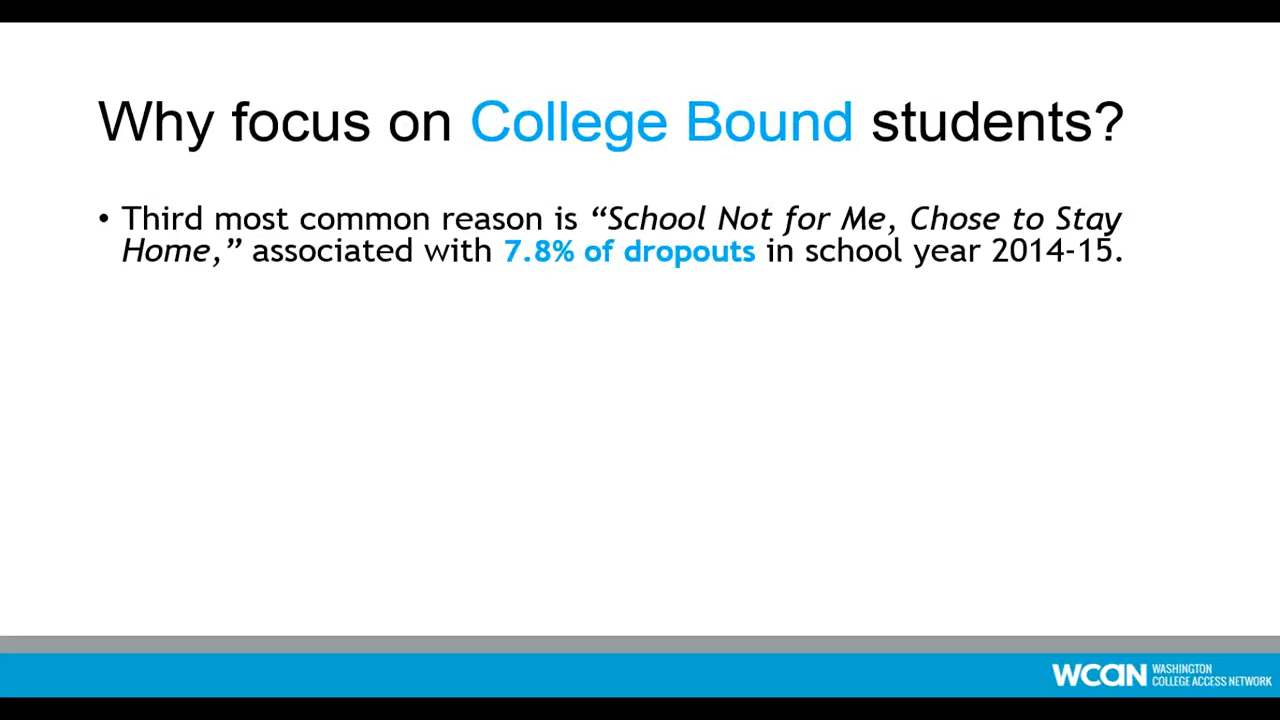 Why focus on College Bound students?
• Third most common reason is “School Not for Me, Chose to Stay
Home,” associated with 7.8% of dropouts in school year 2014-15.
WCAN WASHINGTON
COLLEGE ACCESS NETWORK